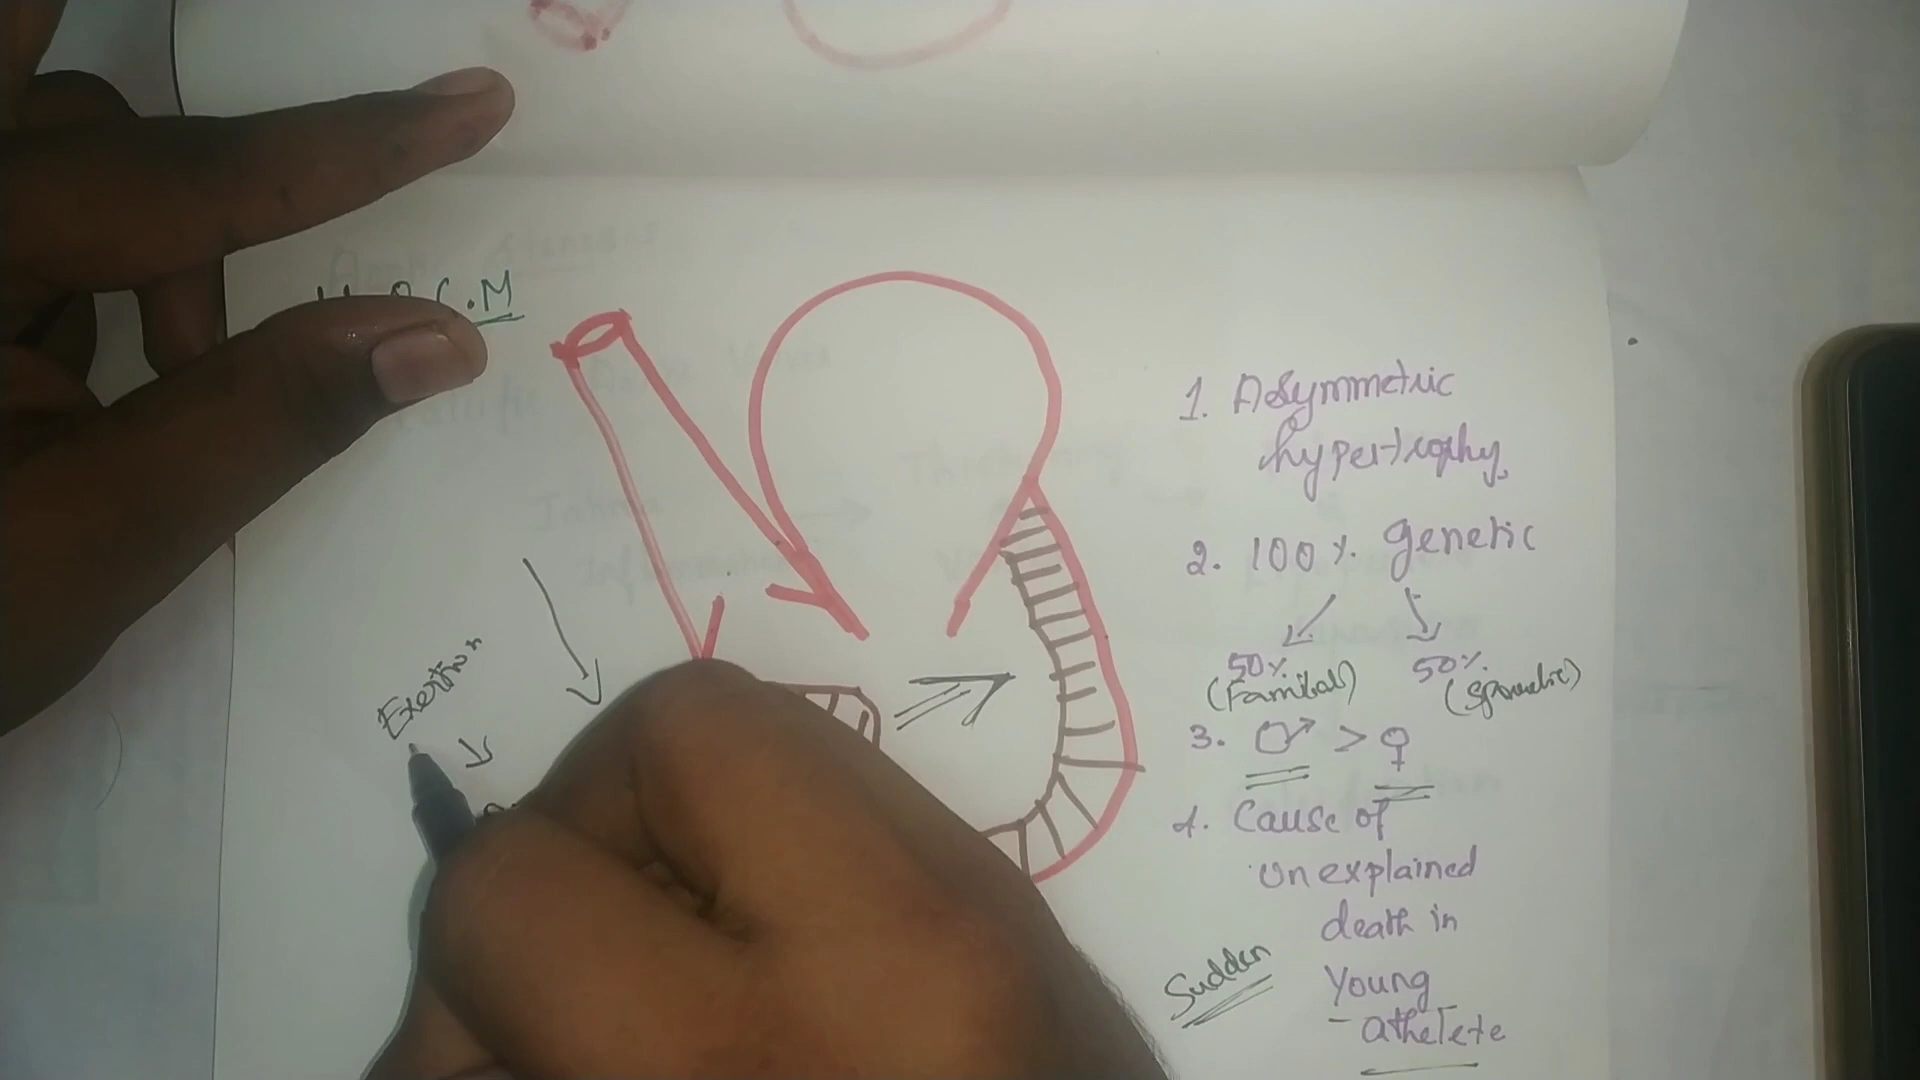 H.O.C.M
1. Asymmetric
hypertrophy
2. 100% genetic
50% 50%
(Familial) (Sporadic)
3. ♂ > ♀
4. Cause of
unexplained
death in
Sudden
Young
athelete
Exertion